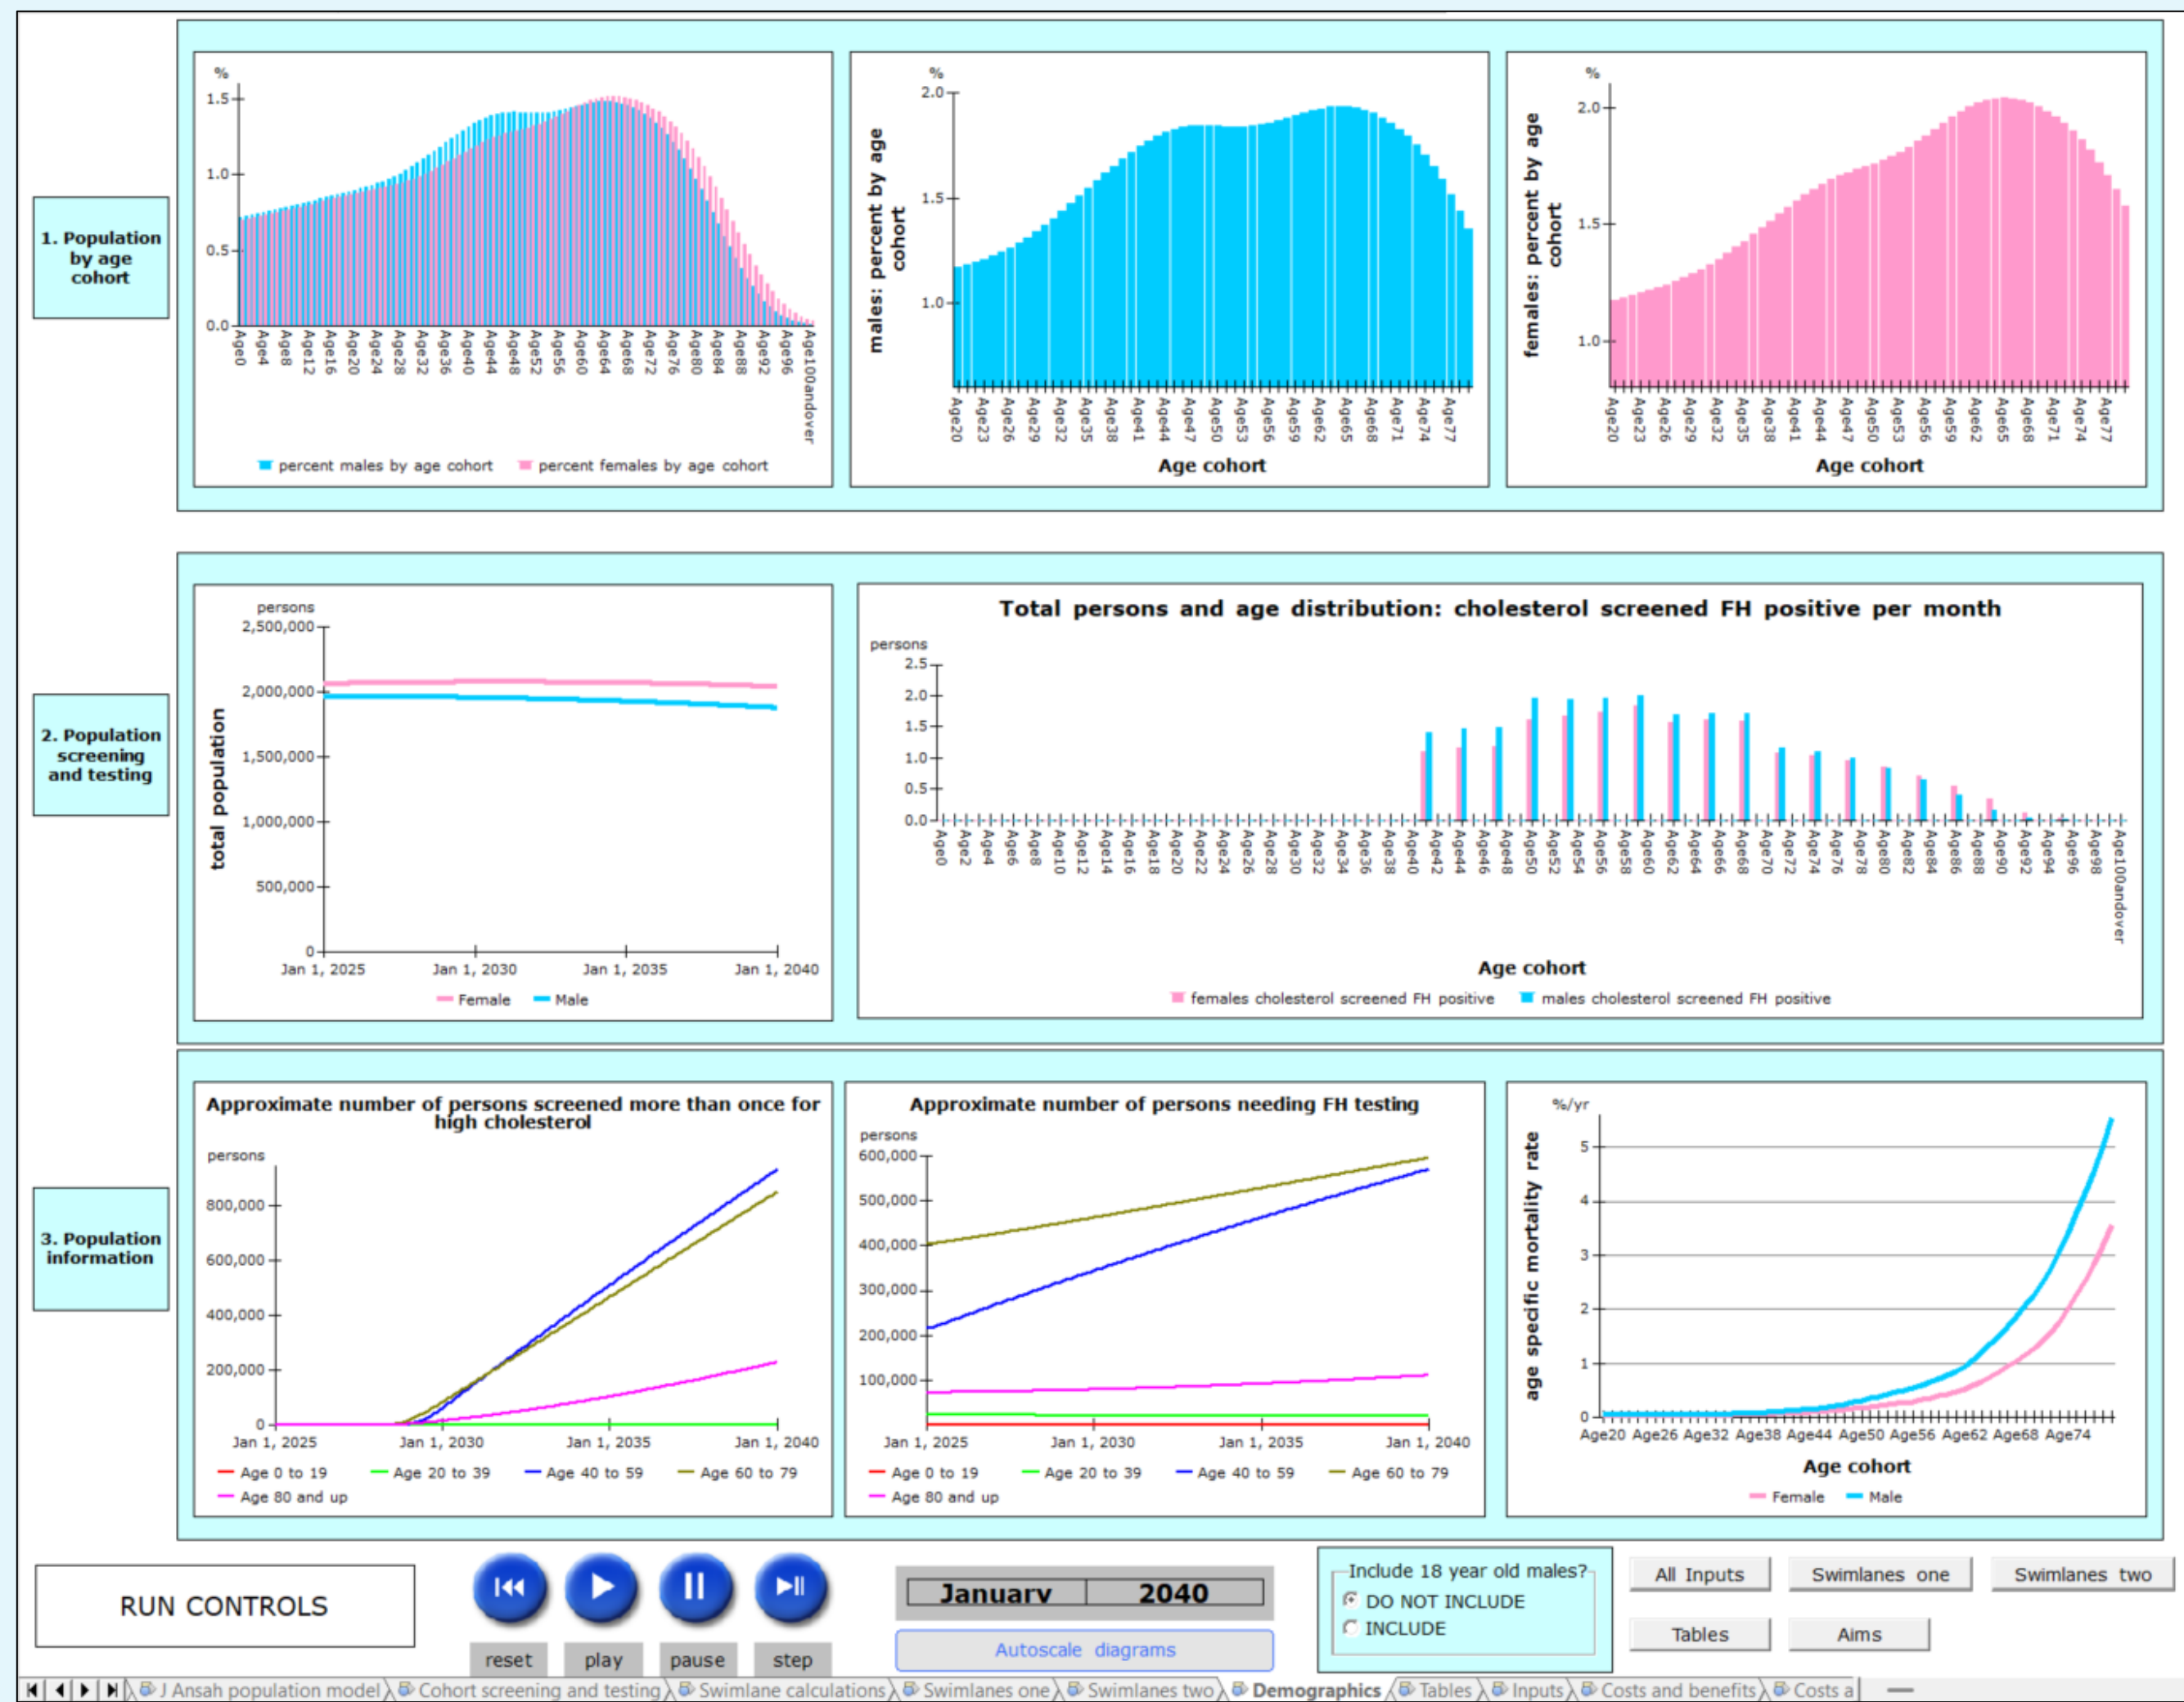 1. Population
by age
cohort
%
1.5
1.0
0.5
0.0
Age0 Age4 Age8 Age12 Age16 Age20 Age24 Age28 Age32 Age36 Age40 Age44 Age48 Age52 Age56 Age60 Age64 Age68 Age72 Age76 Age80 Age84 Age88 Age92 Age96 Age100andover
percent males by age cohort percent females by age cohort
%
males: percent by age
cohort
2.0
1.5
1.0
Age20 Age23 Age26 Age29 Age32 Age35 Age38 Age41 Age44 Age47 Age50 Age53 Age56 Age59 Age62 Age65 Age68 Age71 Age74 Age77
Age cohort
%
females: percent by age
cohort
2.0
1.5
1.0
Age20 Age23 Age26 Age29 Age32 Age35 Age38 Age41 Age44 Age47 Age50 Age53 Age56 Age59 Age62 Age65 Age68 Age71 Age74 Age77
Age cohort
2. Population
screening
and testing
persons
total population
2,500,000
2,000,000
1,500,000
1,000,000
500,000
0
Jan 1, 2025 Jan 1, 2030 Jan 1, 2035 Jan 1, 2040
Female Male
Total persons and age distribution: cholesterol screened FH positive per month
persons
2.5
2.0
1.5
1.0
0.5
0.0
Age0 Age2 Age4 Age6 Age8 Age10 Age12 Age14 Age16 Age18 Age20 Age22 Age24 Age26 Age28 Age30 Age32 Age34 Age36 Age38 Age40 Age42 Age44 Age46 Age48 Age50 Age52 Age54 Age56 Age58 Age60 Age62 Age64 Age66 Age68 Age70 Age72 Age74 Age76 Age78 Age80 Age82 Age84 Age86 Age88 Age90 Age92 Age94 Age96 Age98 Age100andover
Age cohort
females cholesterol screened FH positive males cholesterol screened FH positive
3. Population
information
Approximate number of persons screened more than once for
high cholesterol
persons
800,000
600,000
400,000
200,000
0
Jan 1, 2025 Jan 1, 2030 Jan 1, 2035 Jan 1, 2040
Age 0 to 19 Age 20 to 39 Age 40 to 59 Age 60 to 79
Age 80 and up
Approximate number of persons needing FH testing
persons
600,000
500,000
400,000
300,000
200,000
100,000
Jan 1, 2025 Jan 1, 2030 Jan 1, 2035 Jan 1, 2040
Age 0 to 19 Age 20 to 39 Age 40 to 59 Age 60 to 79
Age 80 and up
%/yr
age specific mortality rate
5
4
3
2
1
0
Age20 Age26 Age32 Age38 Age44 Age50 Age56 Age62 Age68 Age74
Age cohort
Female Male
RUN CONTROLS
reset play pause step
January 2040
Autoscale diagrams
Include 18 year old males?
DO NOT INCLUDE
INCLUDE
All Inputs Swimlanes one Swimlanes two
Tables Aims
J Ansah population model Cohort screening and testing Swimlane calculations Swimlanes one Swimlanes two Demographics Tables Inputs Costs and benefits Costs a